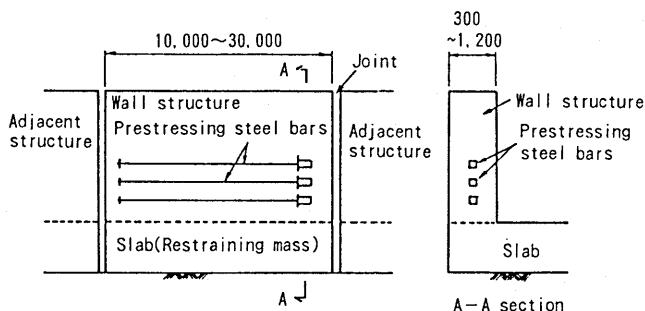 10,000~30,000
A
Joint
Wall structure
Prestressing steel bars
Adjacent
structure
Adjacent
structure
Slab(Restraining mass)
A
300
~1,200
Wall structure
Prestressing
steel bars
Slab
A-A section